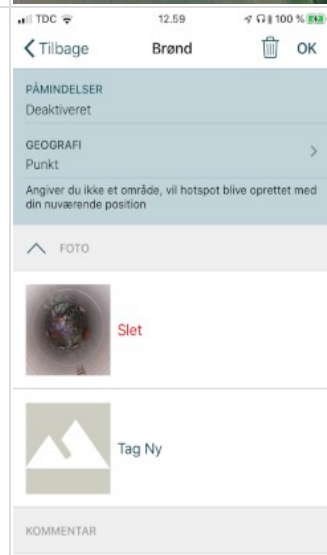 TDC 12.59 100 %
Tilbage Brønd OK
PÅMINDELSER
Deaktiveret
GEOGRAFI
Punkt
Angiver du ikke et område, vil hotspot blive oprettet med
din nuværende position
FOTO
Slet
Tag Ny
KOMMENTAR